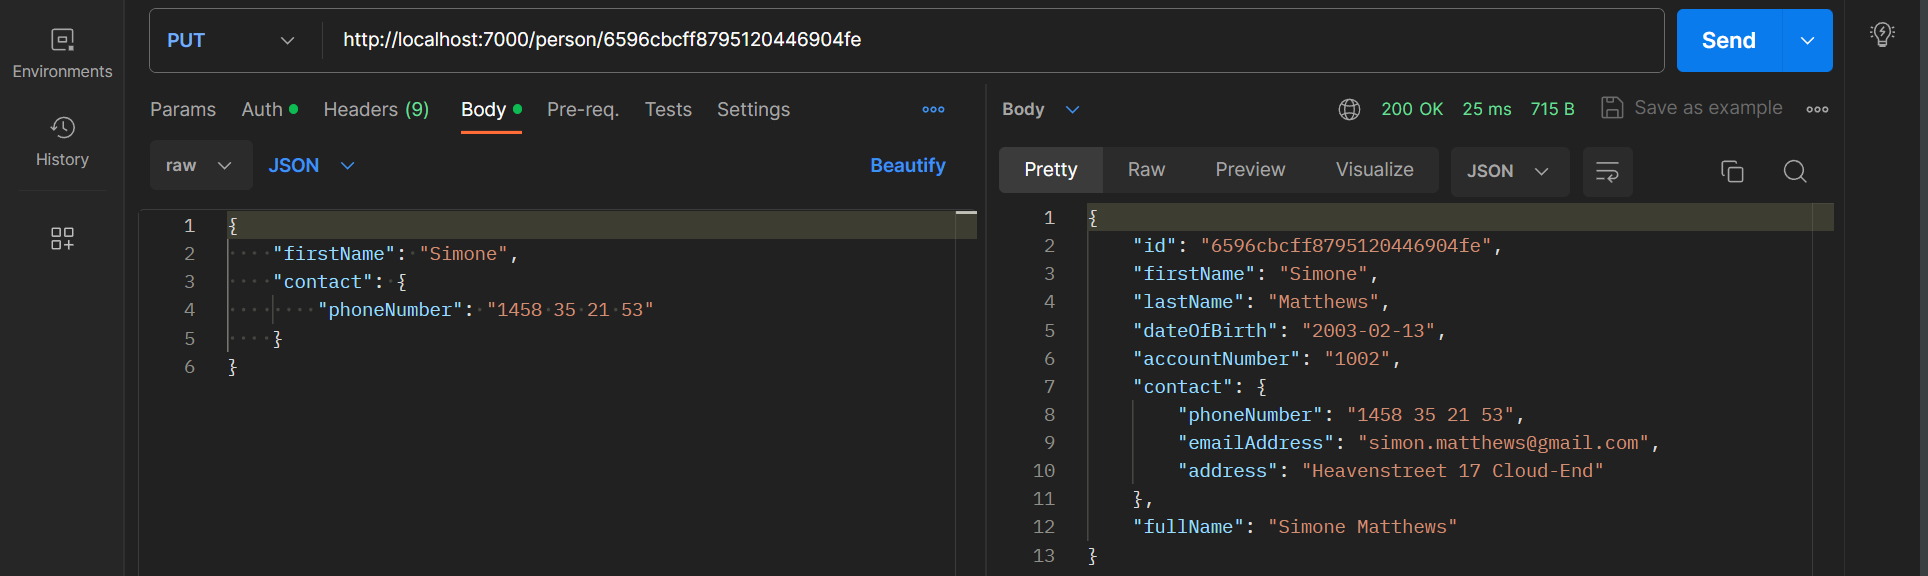 Environments
History
PUT
http://localhost:7000/person/6596cbcff8795120446904fe
Send
Params Auth Headers (9) Body Pre-req. Tests Settings
raw JSON Beautify
1 {
2 "firstName": "Simone",
3 "contact": {
4 "phoneNumber": "1458 35 21 53"
5 }
6 }
Body 200 OK 25 ms 715 B Save as example
Pretty Raw Preview Visualize JSON
1 {
2 "id": "6596cbcff8795120446904fe",
3 "firstName": "Simone",
4 "lastName": "Matthews",
5 "dateOfBirth": "2003-02-13",
6 "accountNumber": "1002",
7 "contact": {
8 "phoneNumber": "1458 35 21 53",
9 "emailAddress": "simon.matthews@gmail.com",
10 "address": "Heavenstreet 17 Cloud-End"
11 },
12 "fullName": "Simone Matthews"
13 }